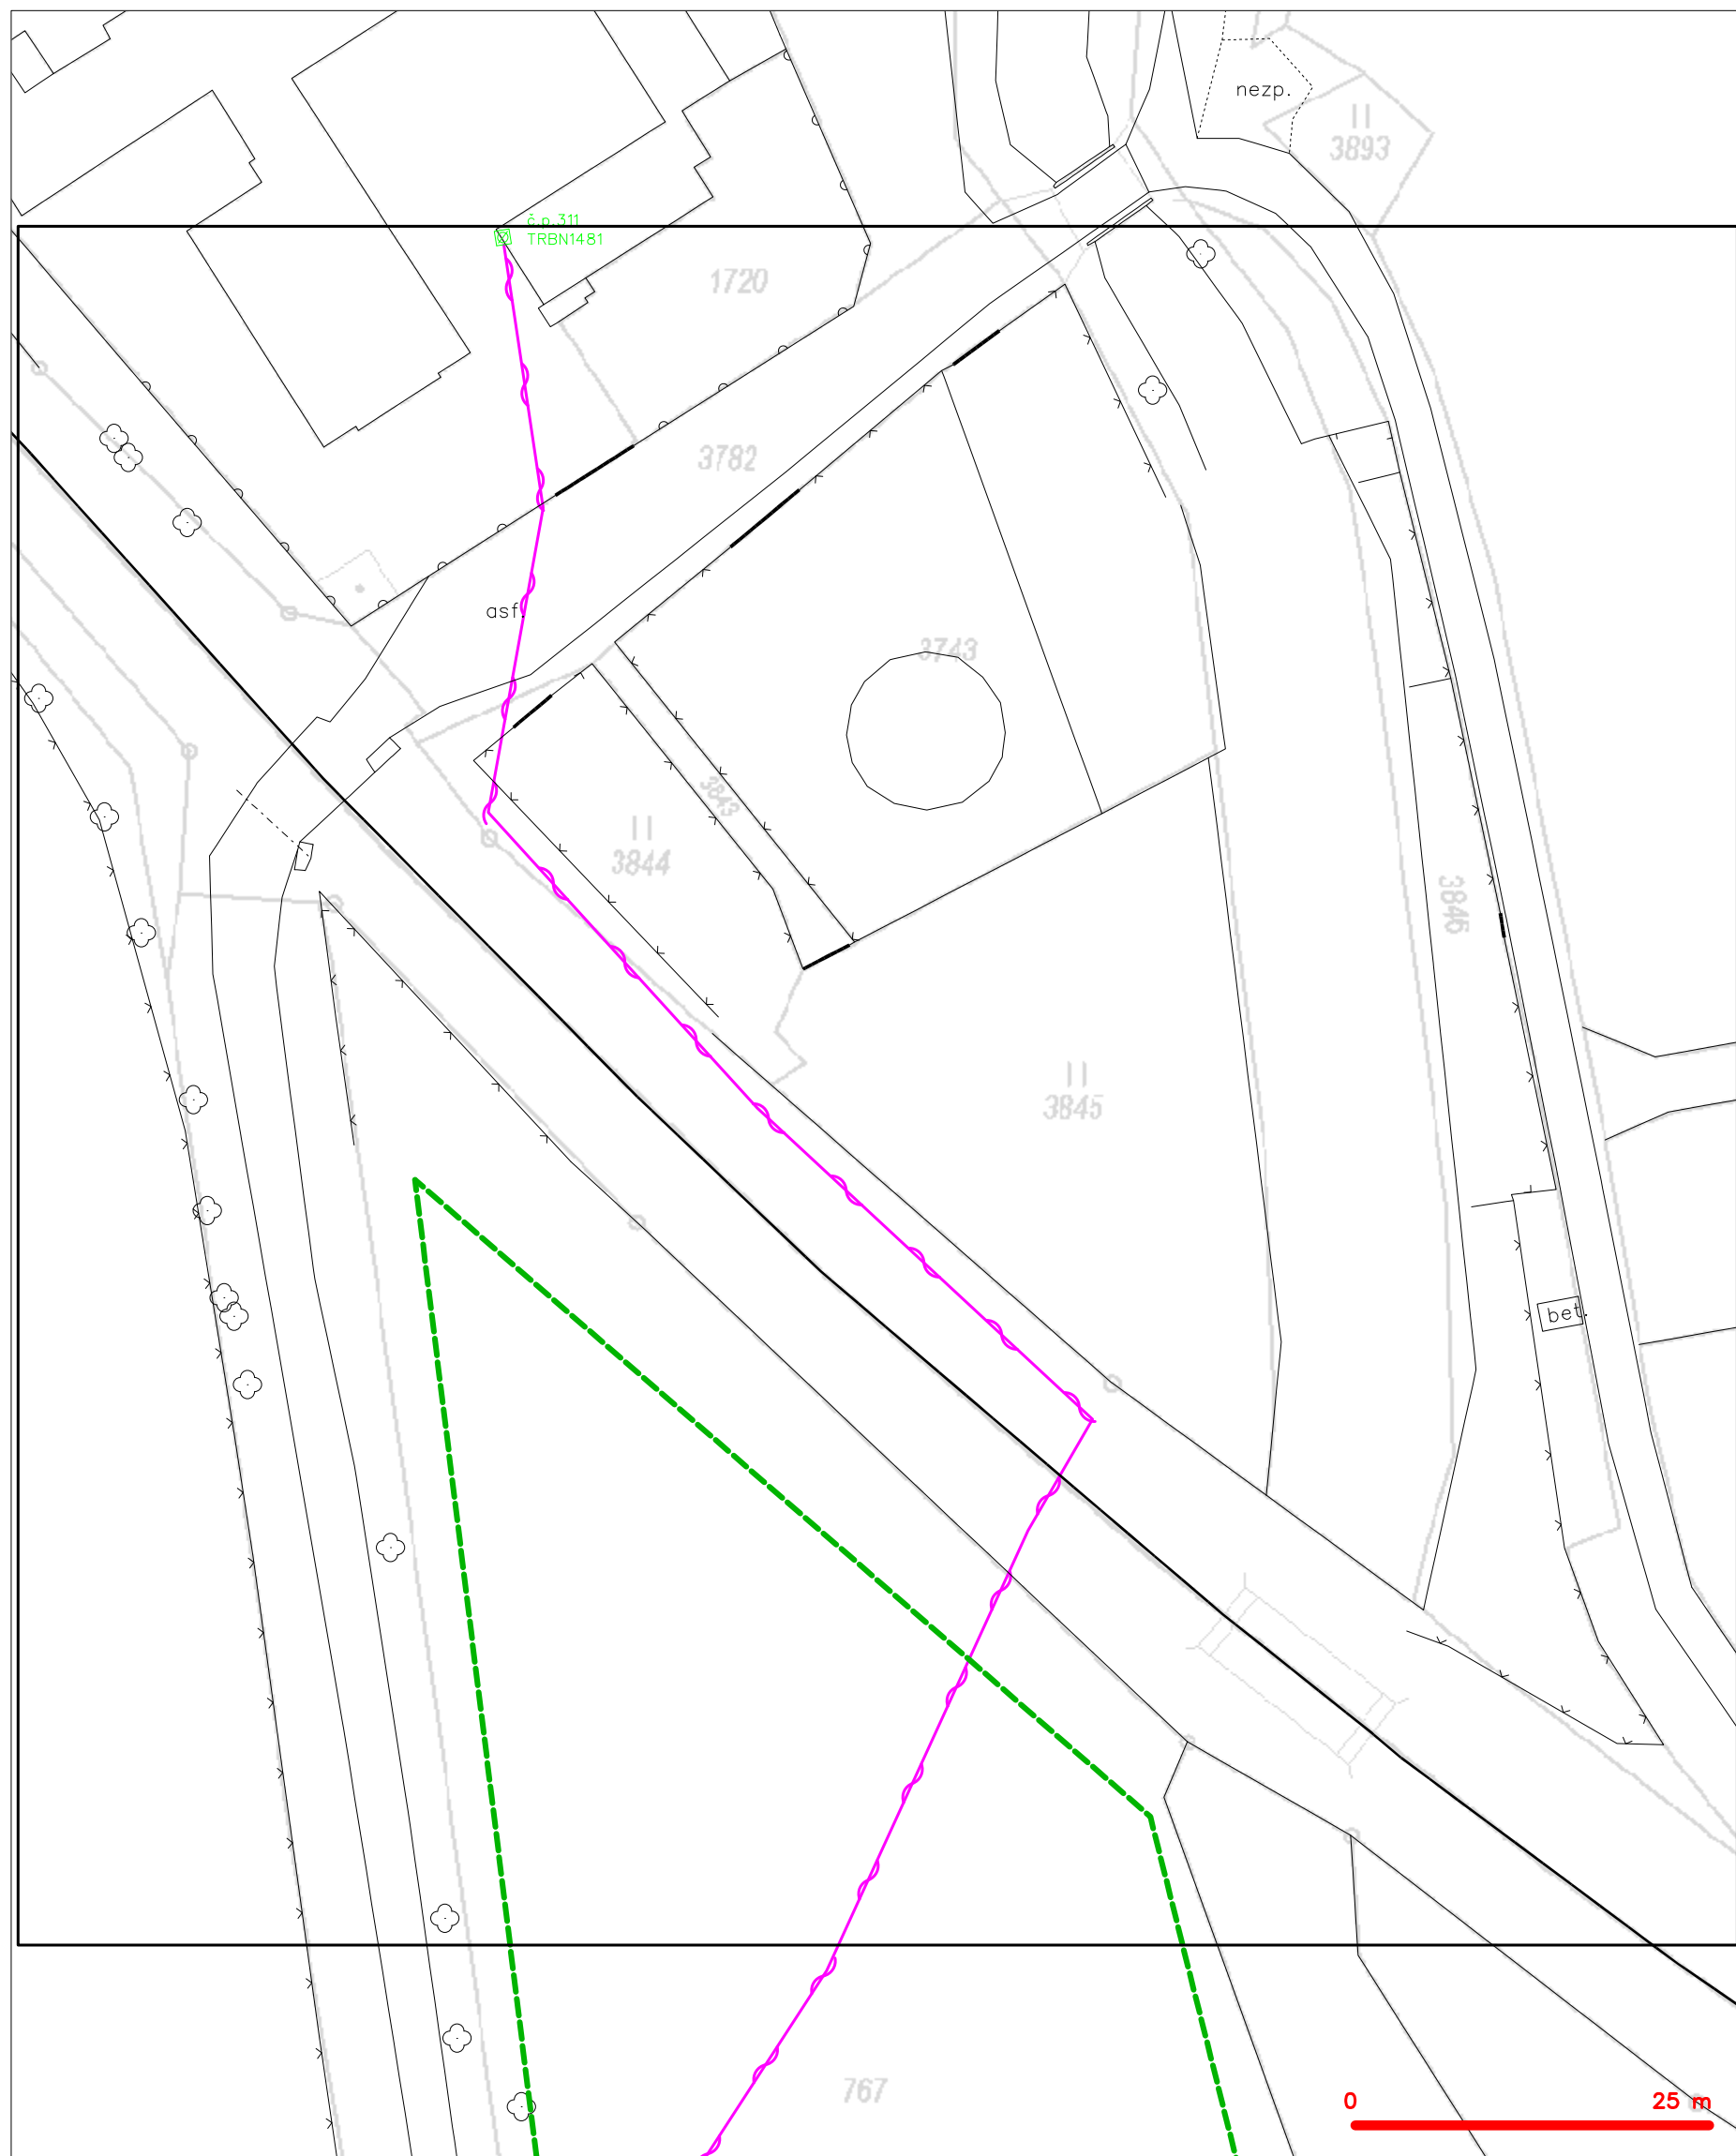 nezp.
II
3893
č.p.311
TRBN1481
1720
3782
asf.
3743
3843
II
3844
3846
II
3845
bet.
767
0 25 m